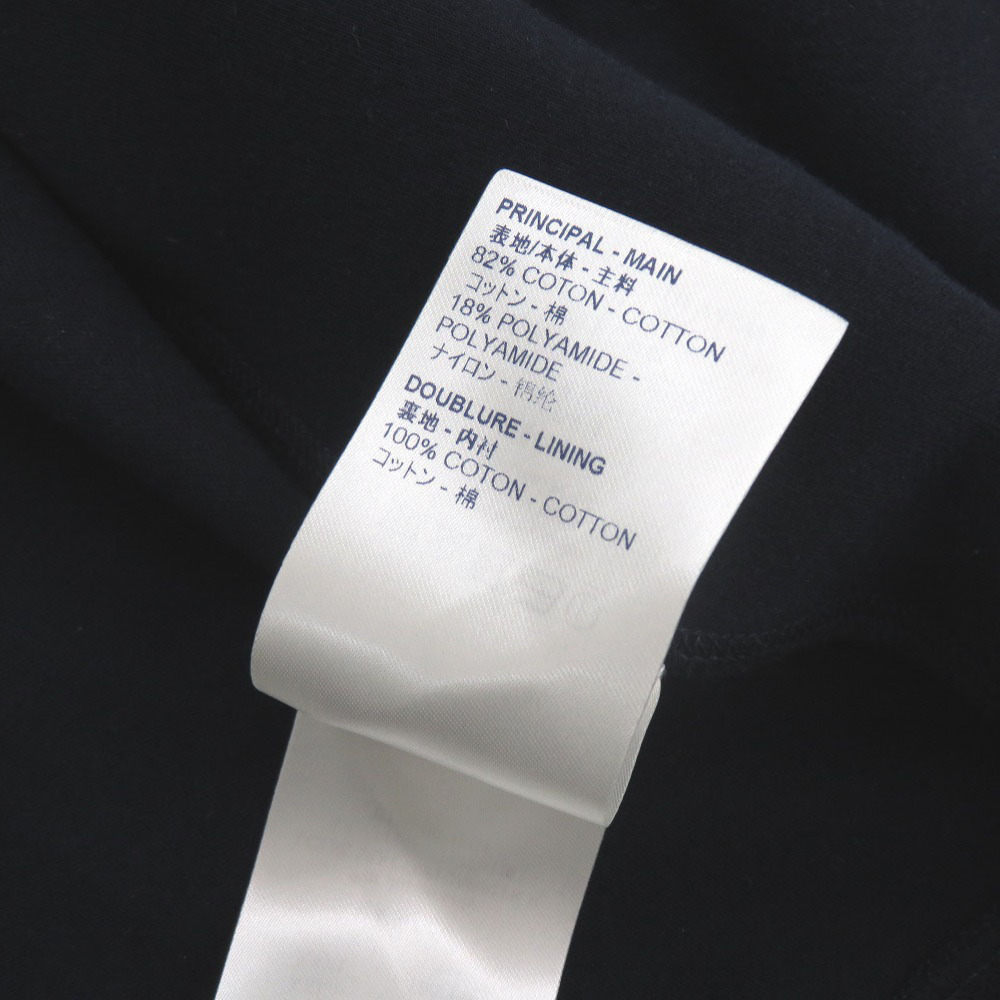 PRINCIPAL - MAIN
表地/本体 - 主料
82% COTON - COTTON
コットン - 棉
18% POLYAMIDE -
POLYAMIDE
ナイロン - 锦纶
DOUBLURE - LINING
裏地 - 内衬
100% COTON - COTTON
コットン - 棉